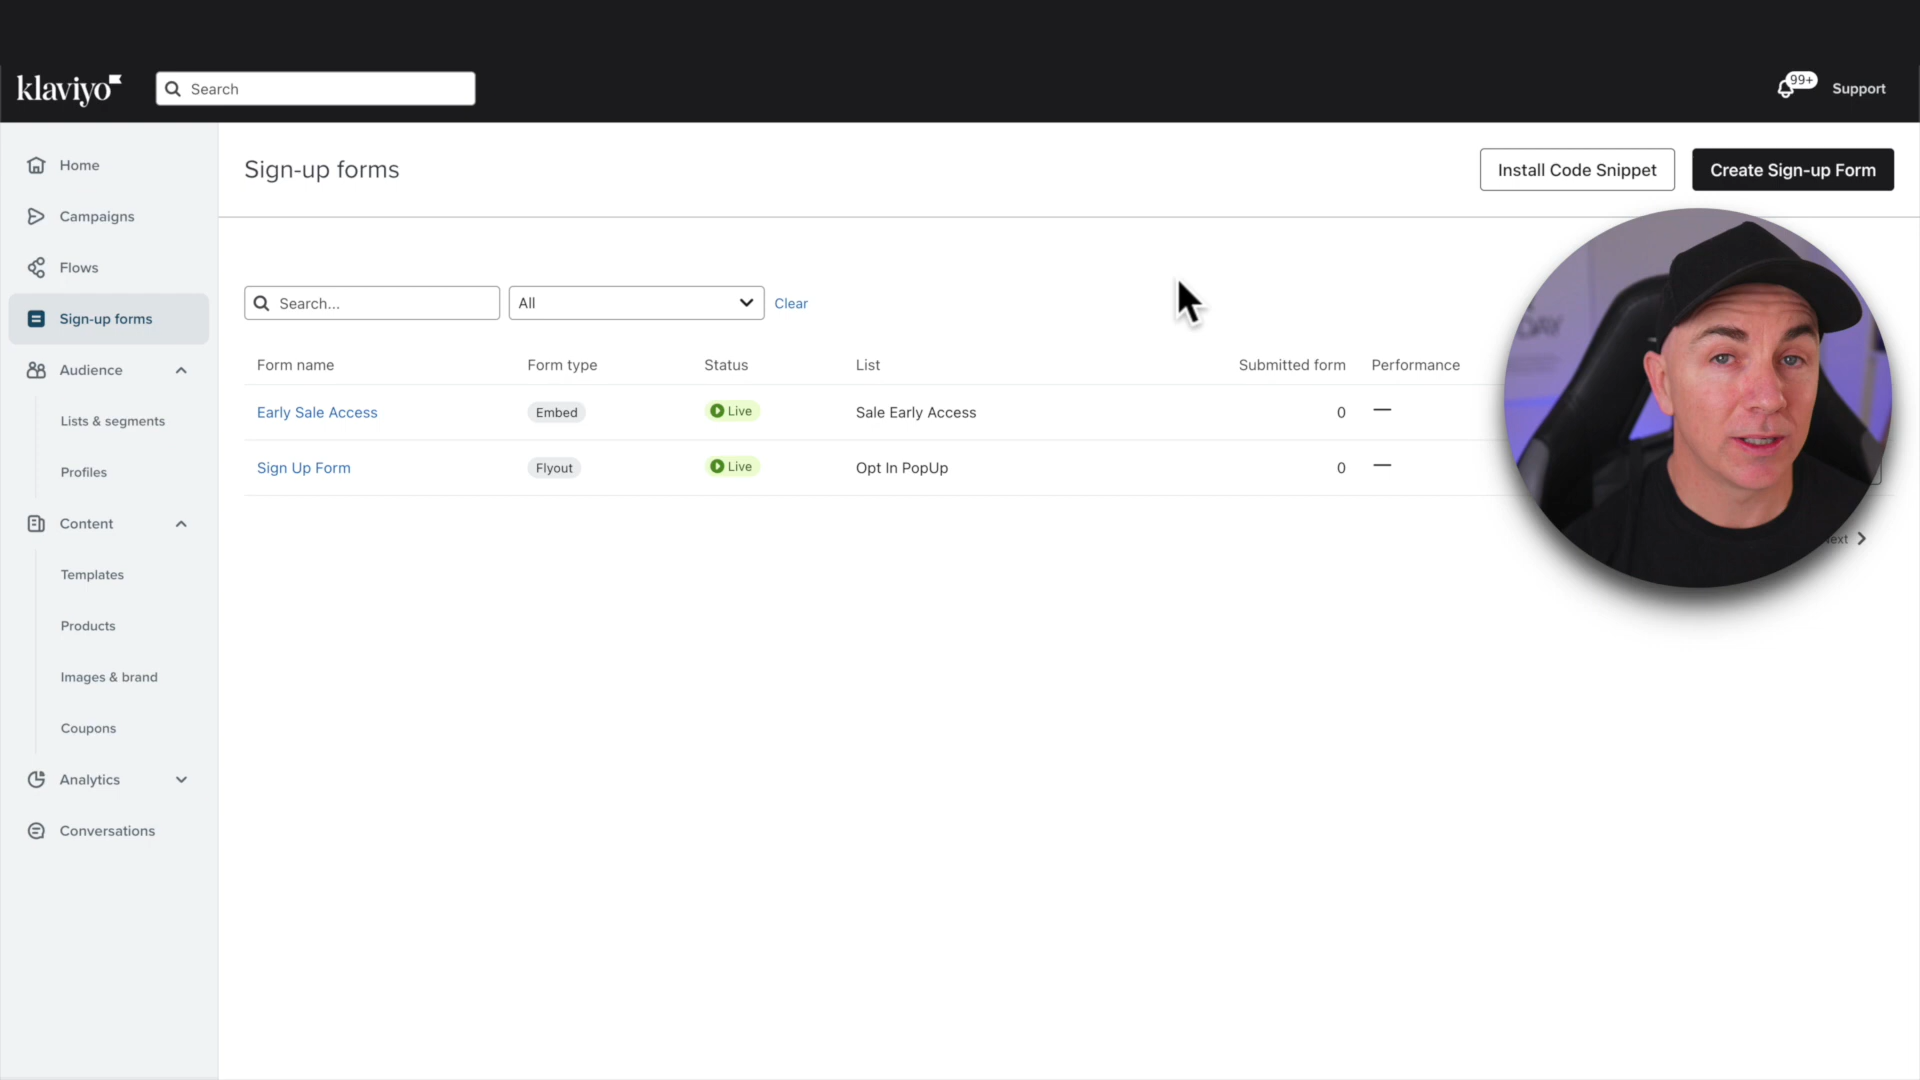 klaviyo
Search
99+
Support
Home
Campaigns
Flows
Sign-up forms
Audience
Lists & segments
Profiles
Content
Templates
Products
Images & brand
Coupons
Analytics
Conversations
Sign-up forms
Install Code Snippet
Create Sign-up Form
Search...
All
Clear
Form name Form type Status List Submitted form Performance
Early Sale Access Embed Live Sale Early Access 0 —
Sign Up Form Flyout Live Opt In PopUp 0 —